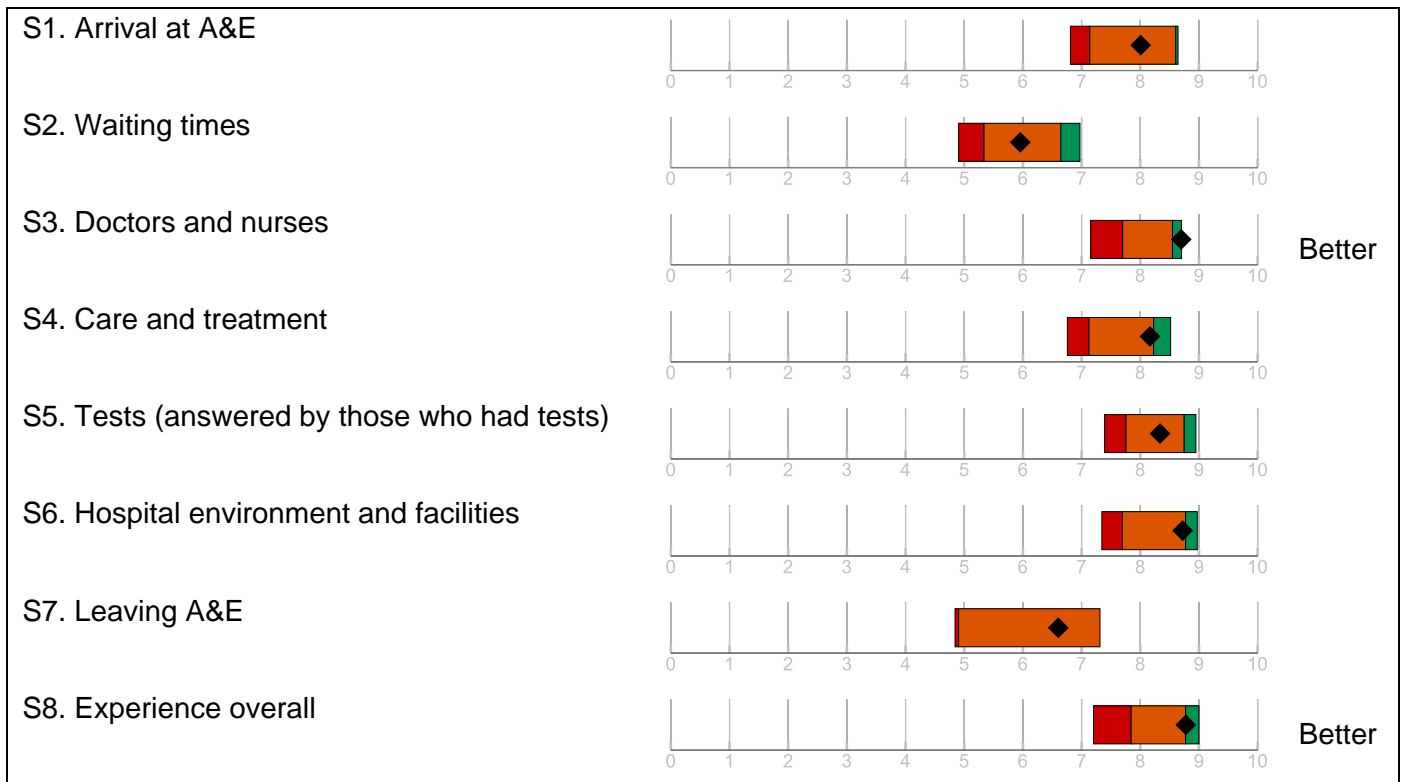 S1. Arrival at A&E
0 1 2 3 4 5 6 7 8 9 10
S2. Waiting times
0 1 2 3 4 5 6 7 8 9 10
S3. Doctors and nurses
Better
0 1 2 3 4 5 6 7 8 9 10
S4. Care and treatment
0 1 2 3 4 5 6 7 8 9 10
S5. Tests (answered by those who had tests)
0 1 2 3 4 5 6 7 8 9 10
S6. Hospital environment and facilities
0 1 2 3 4 5 6 7 8 9 10
S7. Leaving A&E
0 1 2 3 4 5 6 7 8 9 10
S8. Experience overall
Better
0 1 2 3 4 5 6 7 8 9 10